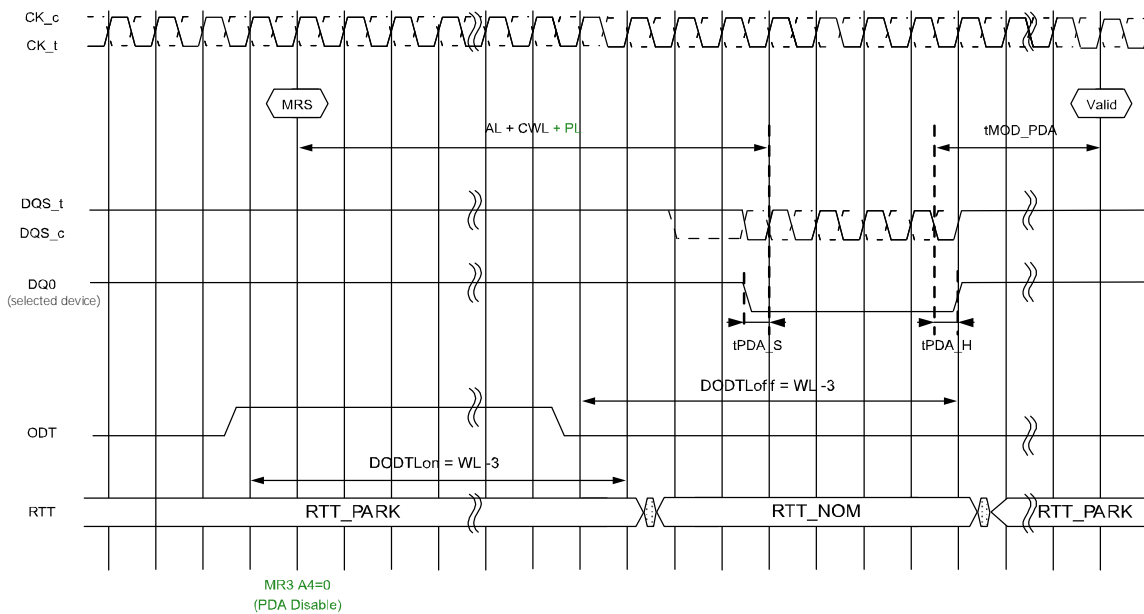 CK_c
CK_t
MRS
Valid
AL + CWL + PL
tMOD_PDA
DQS_t
DQS_c
DQ0
(selected device)
tPDA_S
tPDA_H
DODTLoff = WL -3
ODT
DODTLon = WL -3
RTT
RTT_PARK
RTT_NOM
RTT_PARK
MR3 A4=0
(PDA Disable)